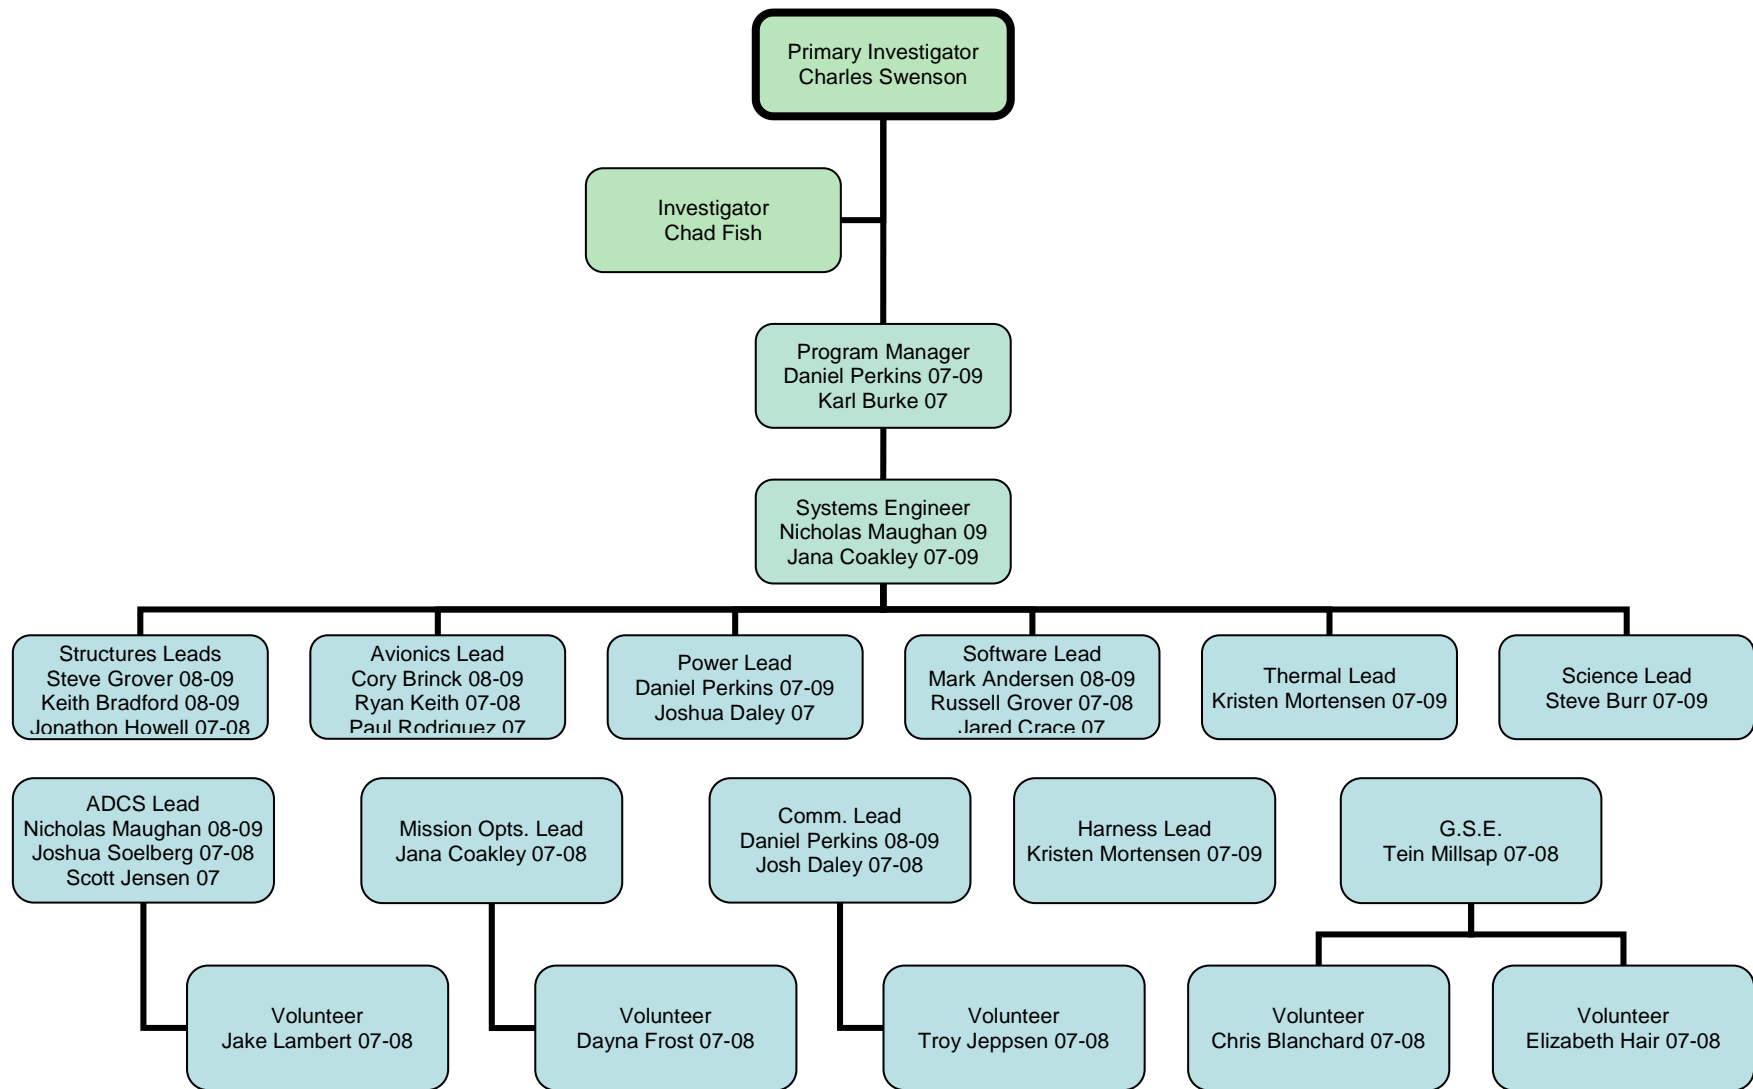 Primary Investigator
Charles Swenson
Investigator
Chad Fish
Program Manager
Daniel Perkins 07-09
Karl Burke 07
Systems Engineer
Nicholas Maughan 09
Jana Coakley 07-09
Structures Leads
Steve Grover 08-09
Keith Bradford 08-09
Jonathon Howell 07-08
Avionics Lead
Cory Brinck 08-09
Ryan Keith 07-08
Paul Rodriguez 07
Power Lead
Daniel Perkins 07-09
Joshua Daley 07
Software Lead
Mark Andersen 08-09
Russell Grover 07-08
Jared Crace 07
Thermal Lead
Kristen Mortensen 07-09
Science Lead
Steve Burr 07-09
ADCS Lead
Nicholas Maughan 08-09
Joshua Soelberg 07-08
Scott Jensen 07
Mission Opts. Lead
Jana Coakley 07-08
Comm. Lead
Daniel Perkins 08-09
Josh Daley 07-08
Harness Lead
Kristen Mortensen 07-09
G.S.E.
Tein Millsap 07-08
Volunteer
Jake Lambert 07-08
Volunteer
Dayna Frost 07-08
Volunteer
Troy Jeppsen 07-08
Volunteer
Chris Blanchard 07-08
Volunteer
Elizabeth Hair 07-08